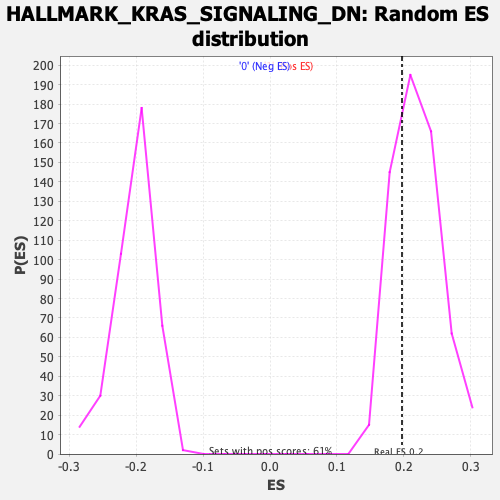 HALLMARK_KRAS_SIGNALING_DN: Random ES
distribution
'0' (Neg ES)s ES)
200
190
180
170
160
150
140
130
120
110
100
90
80
70
60
50
40
30
20
10
0
P(ES)
Sets with pos scores: 61%
Real ES 0.2
-0.3 -0.2 -0.1 0.0 0.1 0.2 0.3
ES